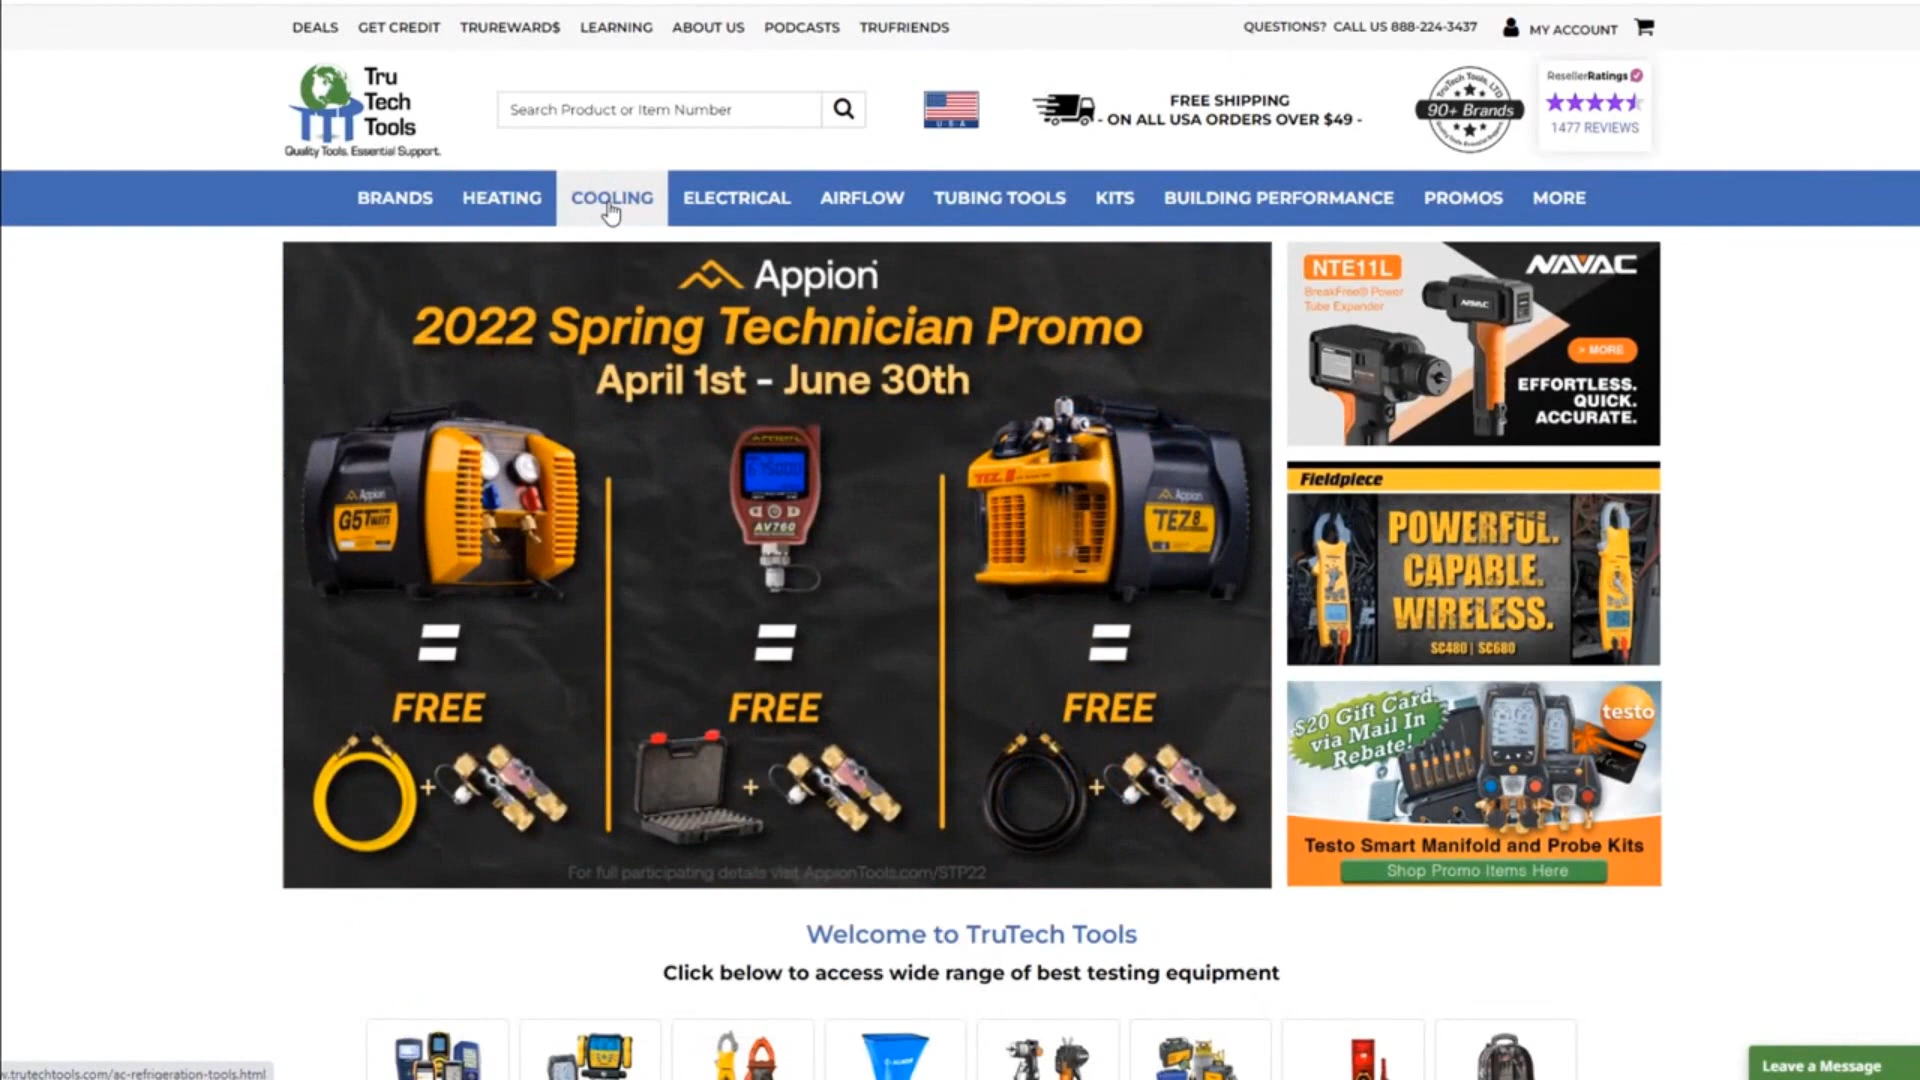 DEALS GET CREDIT TRUREWARD$ LEARNING ABOUT US PODCASTS TRUFRIENDS QUESTIONS? CALL US 888-224-3437 MY ACCOUNT
Tru
Tech
Tools
Quality Tools. Essential Support.
Search Product or Item Number
USA
FREE SHIPPING
- ON ALL USA ORDERS OVER $49 -
TruTech Tools, LTD
90+ Brands
ResellerRatings
1477 REVIEWS
BRANDS HEATING COOLING ELECTRICAL AIRFLOW TUBING TOOLS KITS BUILDING PERFORMANCE PROMOS MORE
Appion
2022 Spring Technician Promo
April 1st - June 30th
Appion
G5Twin
APPION
AV760
TEZ8
Appion
TEZ8
= = =
FREE FREE FREE
+ + +
For full participating details visit AppionTools.com/STP22
NTE11L
BreakFree® Power
Tube Expander
NAVAC
NAVAC
> MORE
EFFORTLESS.
QUICK.
ACCURATE.
Fieldpiece
POWERFUL.
CAPABLE.
WIRELESS.
SC480 | SC680
$20 Gift Card
via Mail In
Rebate!
testo
Testo Smart Manifold and Probe Kits
Shop Promo Items Here
Welcome to TruTech Tools
Click below to access wide range of best testing equipment
w.trutechtools.com/ac-refrigeration-tools.html
Leave a Message